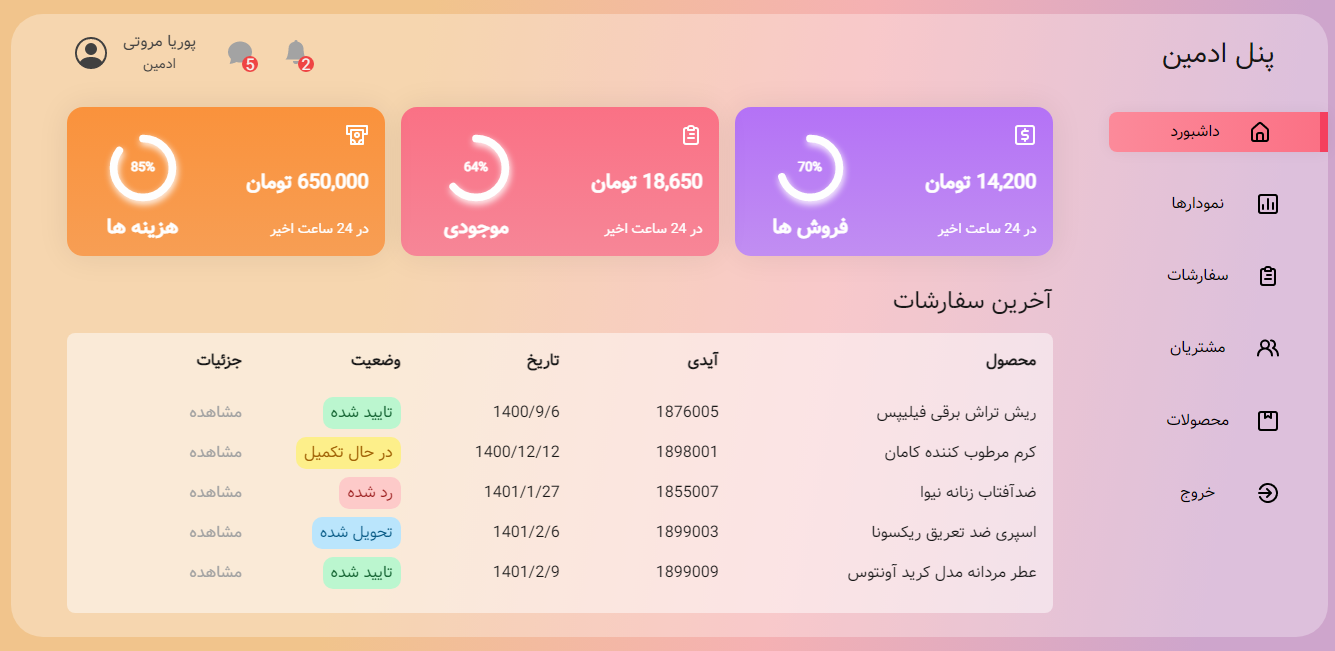 پنل ادمین
داشبورد
نمودارها
سفارشات
مشتریان
محصولات
خروج
2
5
پوریا مروتی
ادمین
14,200 تومان
در 24 ساعت اخیر
70%
فروش ها
18,650 تومان
در 24 ساعت اخیر
64%
موجودی
650,000 تومان
در 24 ساعت اخیر
85%
هزینه ها
آخرین سفارشات
محصول آیدی تاریخ وضعیت جزئیات
ریش تراش برقی فیلیپس 1876005 1400/9/6 تایید شده مشاهده
کرم مرطوب کننده کامان 1898001 1400/12/12 در حال تکمیل مشاهده
ضدآفتاب زنانه نیوا 1855007 1401/1/27 رد شده مشاهده
اسپری ضد تعریق ریکسونا 1899003 1401/2/6 تحویل شده مشاهده
عطر مردانه مدل کرید آونتوس 1899009 1401/2/9 تایید شده مشاهده